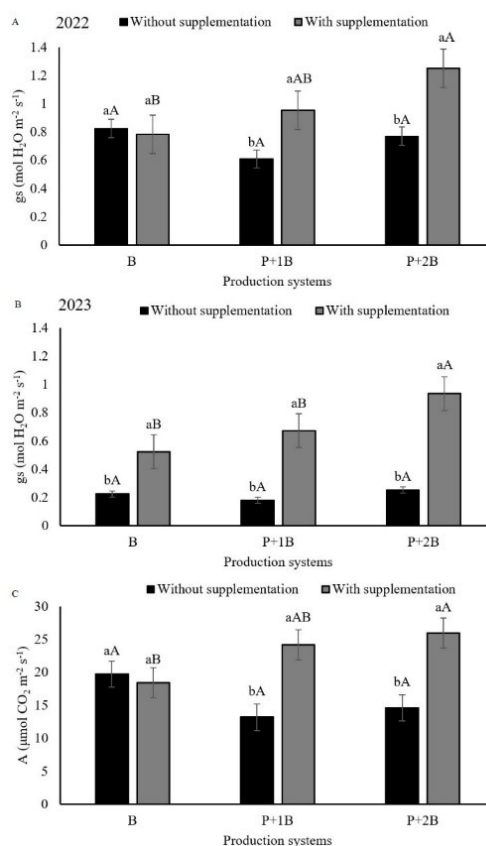 A
2022
■Without supplementation ■With supplementation
gs (mol H₂O m⁻² s⁻¹)
1.4
1.2
1
0.8
0.6
0.4
0.2
0
aA aB bA aAB bA aA
B P+1B P+2B
Production systems
B
2023
■Without supplementation ■With supplementation
gs (mol H₂O m⁻² s⁻¹)
1.4
1.2
1
0.8
0.6
0.4
0.2
0
bA aB bA aB bA aA
B P+1B P+2B
Production systems
C
■Without supplementation ■With supplementation
A (μmol CO₂ m⁻² s⁻¹)
30
25
20
15
10
5
0
aA aB bA aAB bA aA
B P+1B P+2B
Production systems